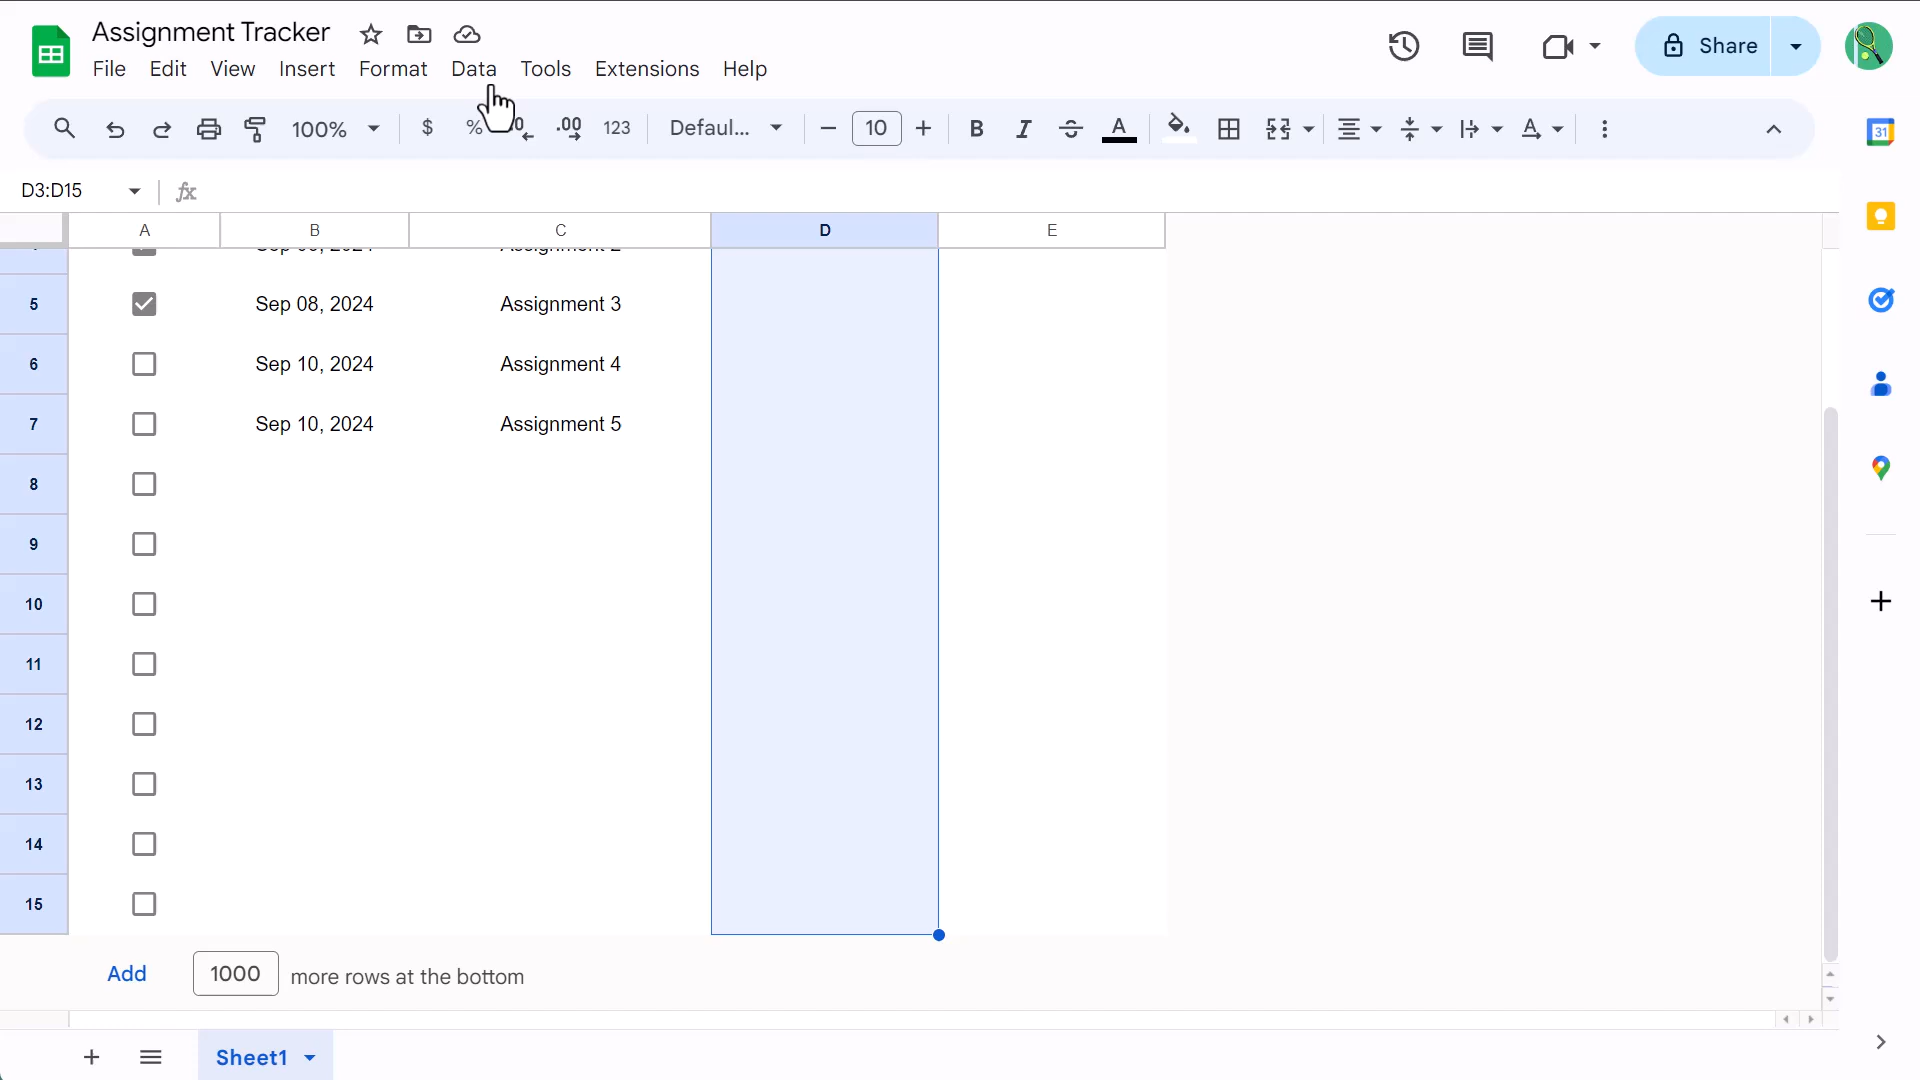 Assignment Tracker
File Edit View Insert Format Data Tools Extensions Help
Share
100% $ % .00 123 Defaul... 10 B I A A
31
D3:D15 fx
A B C D E
5 Sep 08, 2024 Assignment 3
6 Sep 10, 2024 Assignment 4
7 Sep 10, 2024 Assignment 5
8
9
10
11
12
13
14
15
Add 1000 more rows at the bottom
Sheet1